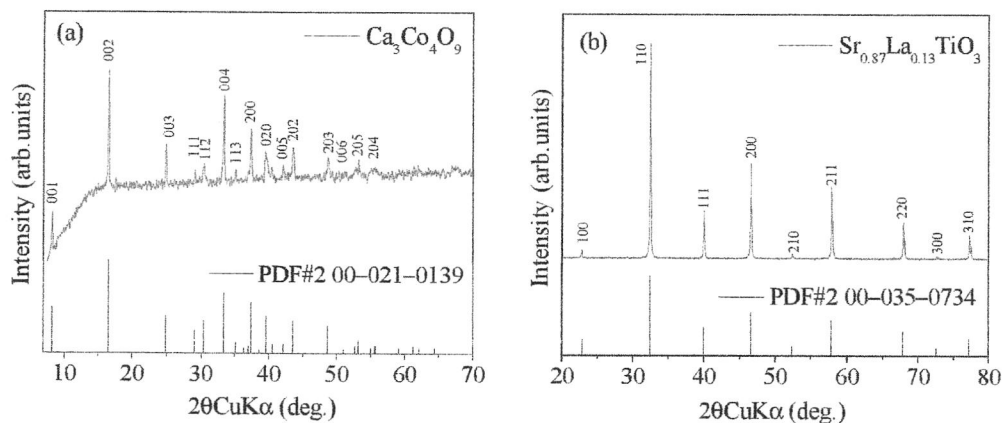 (a)
Ca₃Co₄O₉
002
004
003
200
111
112
113
020
005
202
203
006
205
204
001
Intensity (arb.units)
PDF#2 00–021–0139
10 20 30 40 50 60 70
2θCuKα (deg.)
(b)
Sr₀.₈₇La₀.₁₃TiO₃
110
200
211
111
220
310
100
210
300
Intensity (arb.units)
PDF#2 00–035–0734
20 30 40 50 60 70 80
2θCuKα (deg.)